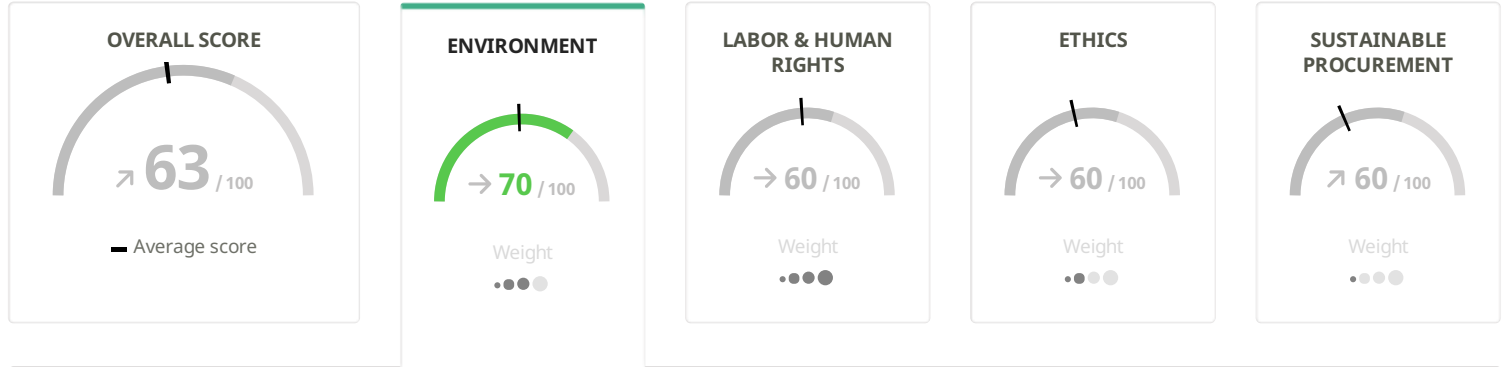 OVERALL SCORE
63 / 100
Average score
ENVIRONMENT
70 / 100
Weight
LABOR & HUMAN
RIGHTS
60 / 100
Weight
ETHICS
60 / 100
Weight
SUSTAINABLE
PROCUREMENT
60 / 100
Weight